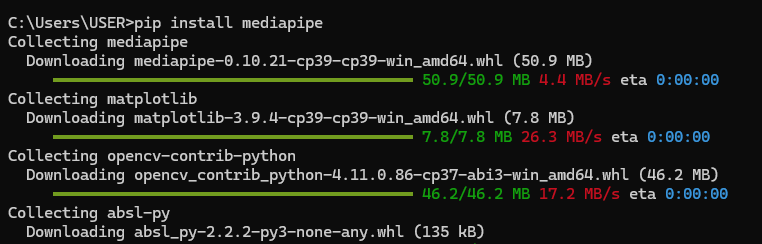 C:\Users\USER>pip install mediapipe
Collecting mediapipe
Downloading mediapipe-0.10.21-cp39-cp39-win_amd64.whl (50.9 MB)
50.9/50.9 MB 4.4 MB/s eta 0:00:00
Collecting matplotlib
Downloading matplotlib-3.9.4-cp39-cp39-win_amd64.whl (7.8 MB)
7.8/7.8 MB 26.3 MB/s eta 0:00:00
Collecting opencv-contrib-python
Downloading opencv_contrib_python-4.11.0.86-cp37-abi3-win_amd64.whl (46.2 MB)
46.2/46.2 MB 17.2 MB/s eta 0:00:00
Collecting absl-py
Downloading absl_py-2.2.2-py3-none-any.whl (135 kB)